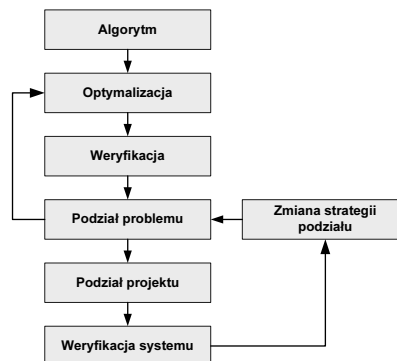 Algorytm
Optymalizacja
Weryfikacja
Podział problemu
Zmiana strategii
podziału
Podział projektu
Weryfikacja systemu